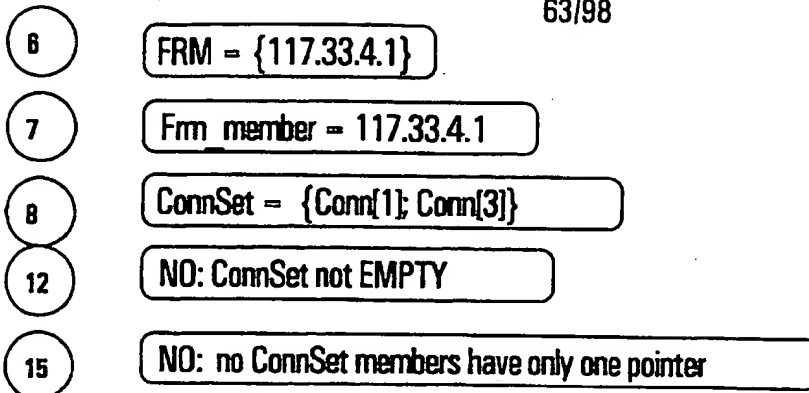 63/98
6 FRM = {117.33.4.1}
7 Frm_member = 117.33.4.1
8 ConnSet = {Conn[1]; Conn[3]}
12 NO: ConnSet not EMPTY
15 NO: no ConnSet members have only one pointer